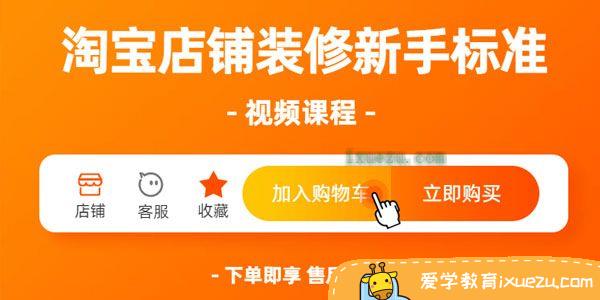 淘宝店铺装修新手标准
- 视频课程 -
ixuezu.com
店铺 客服 收藏 加入购物车 立即购买
- 下单即享 售后
爱学教育ixuezu.com